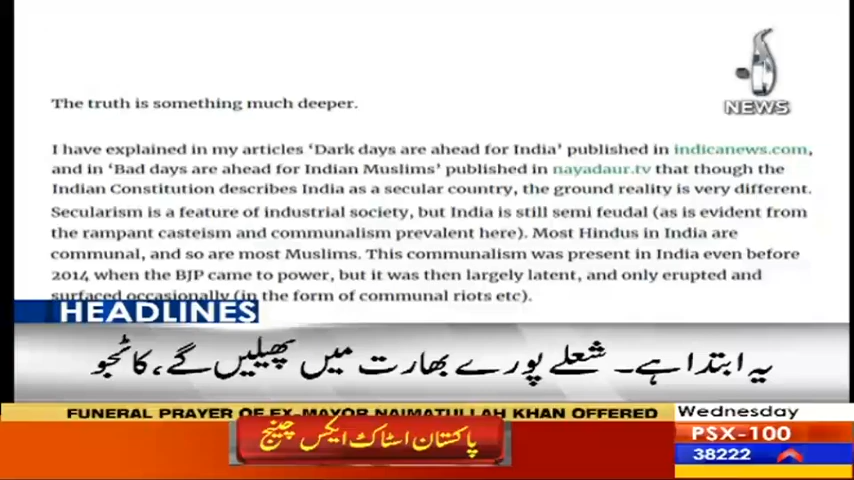 NEWS
The truth is something much deeper.
I have explained in my articles ‘Dark days are ahead for India’ published in indicanews.com,
and in ‘Bad days are ahead for Indian Muslims’ published in nayadaur.tv that though the
Indian Constitution describes India as a secular country, the ground reality is very different.
Secularism is a feature of industrial society, but India is still semi feudal (as is evident from
the rampant casteism and communalism prevalent here). Most Hindus in India are
communal, and so are most Muslims. This communalism was present in India even before
2014 when the BJP came to power, but it was then largely latent, and only erupted and
surfaced occasionally (in the form of communal riots etc).
HEADLINES
یہ ابتدا ہے۔ شعلے پورے بھارت میں پھیلیں گے، کاٹجو
FUNERAL PRAYER OF EX-MAYOR NAIMATULLAH KHAN OFFERED
Wednesday
پاکستان اسٹاک ایکس چینج
PSX-100
38222